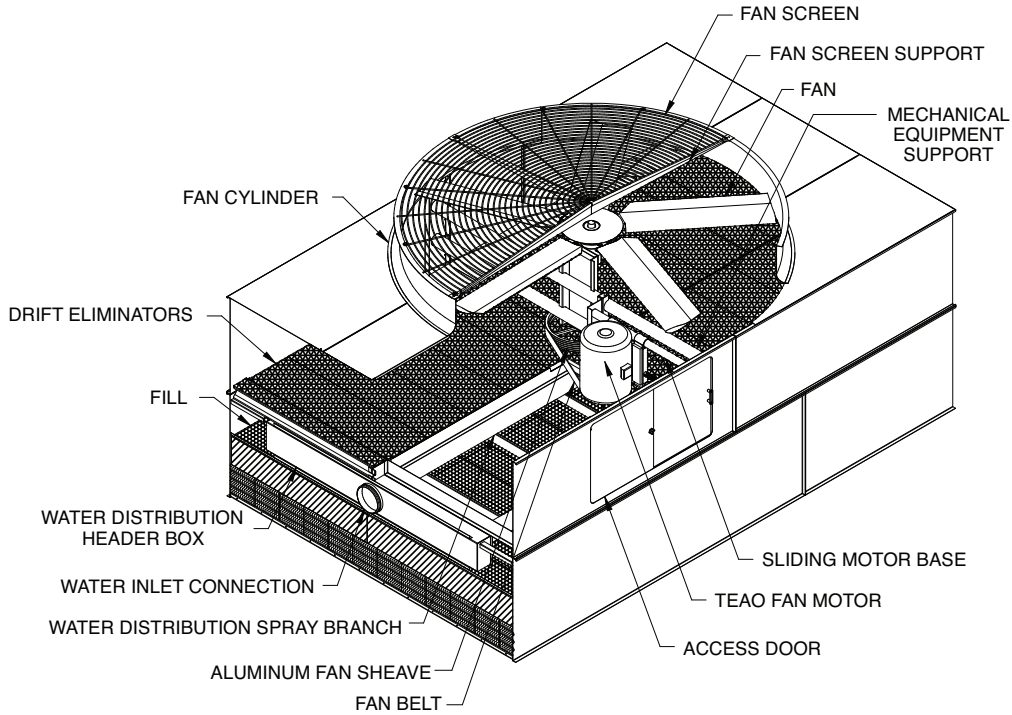 FAN SCREEN
FAN SCREEN SUPPORT
FAN
MECHANICAL
EQUIPMENT
SUPPORT
FAN CYLINDER
DRIFT ELIMINATORS
FILL
WATER DISTRIBUTION
HEADER BOX
WATER INLET CONNECTION
WATER DISTRIBUTION SPRAY BRANCH
ALUMINUM FAN SHEAVE
FAN BELT
SLIDING MOTOR BASE
TEAO FAN MOTOR
ACCESS DOOR